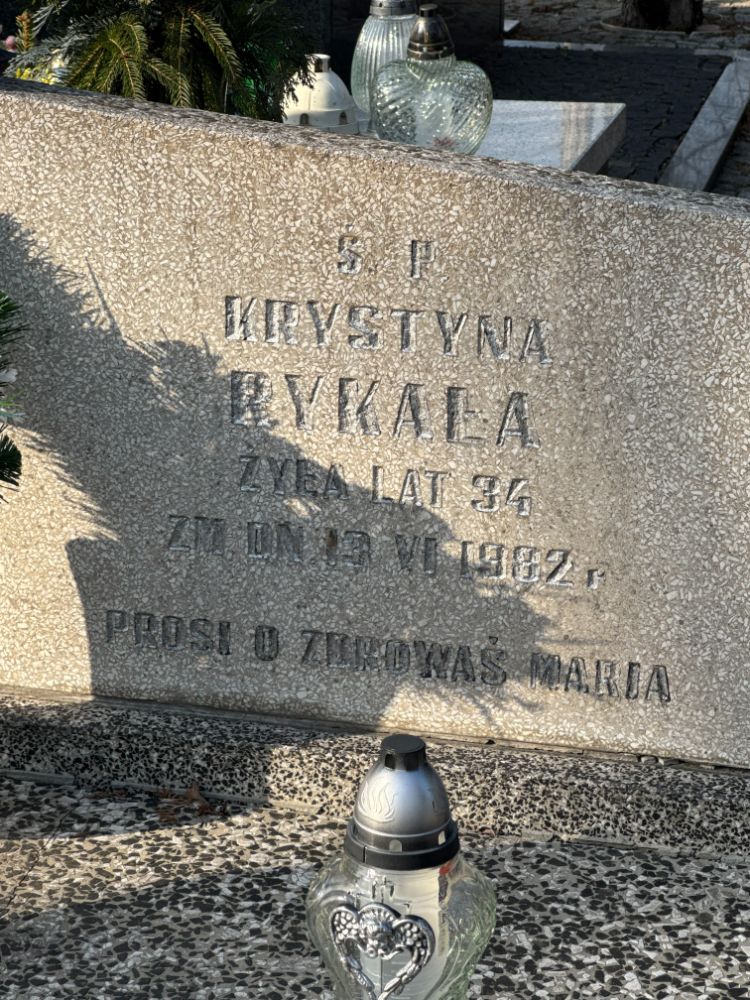 Ś. P.
KRYSTYNA
RYKAŁA
ŻYŁA LAT 34
ZM. DN. 13 VI 1982 r.
PROSI O ZDROWAŚ MARIA